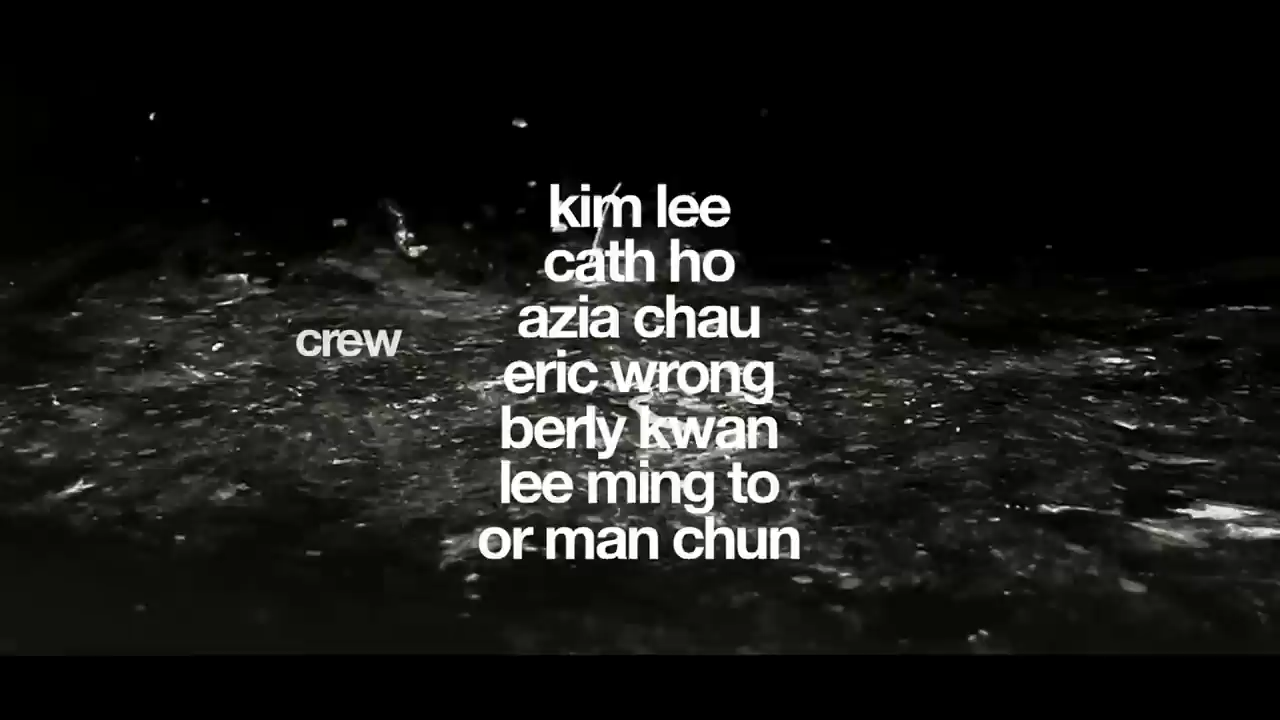 crew
kim lee
cath ho
azia chau
eric wrong
berly kwan
lee ming to
or man chun